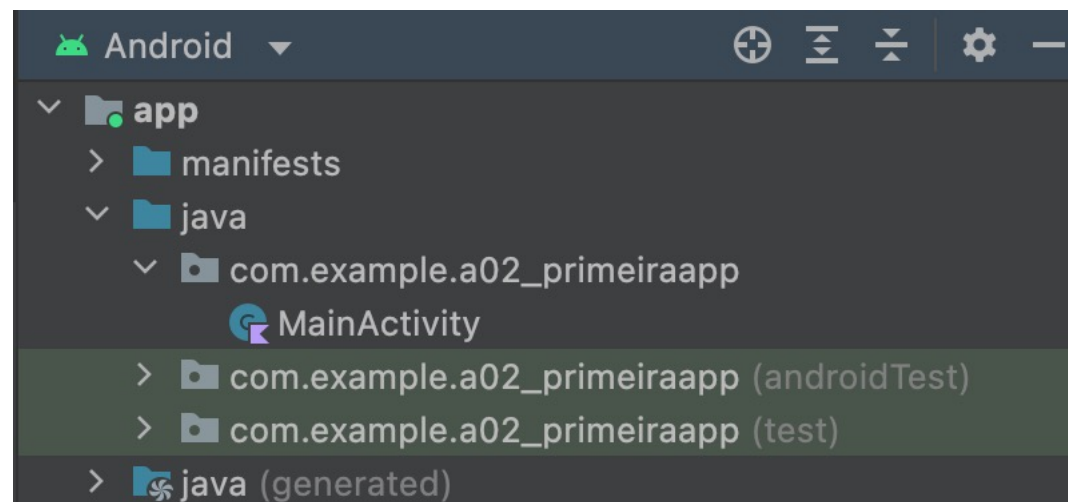 Android
app
manifests
java
com.example.a02_primeiraapp
MainActivity
com.example.a02_primeiraapp (androidTest)
com.example.a02_primeiraapp (test)
java (generated)